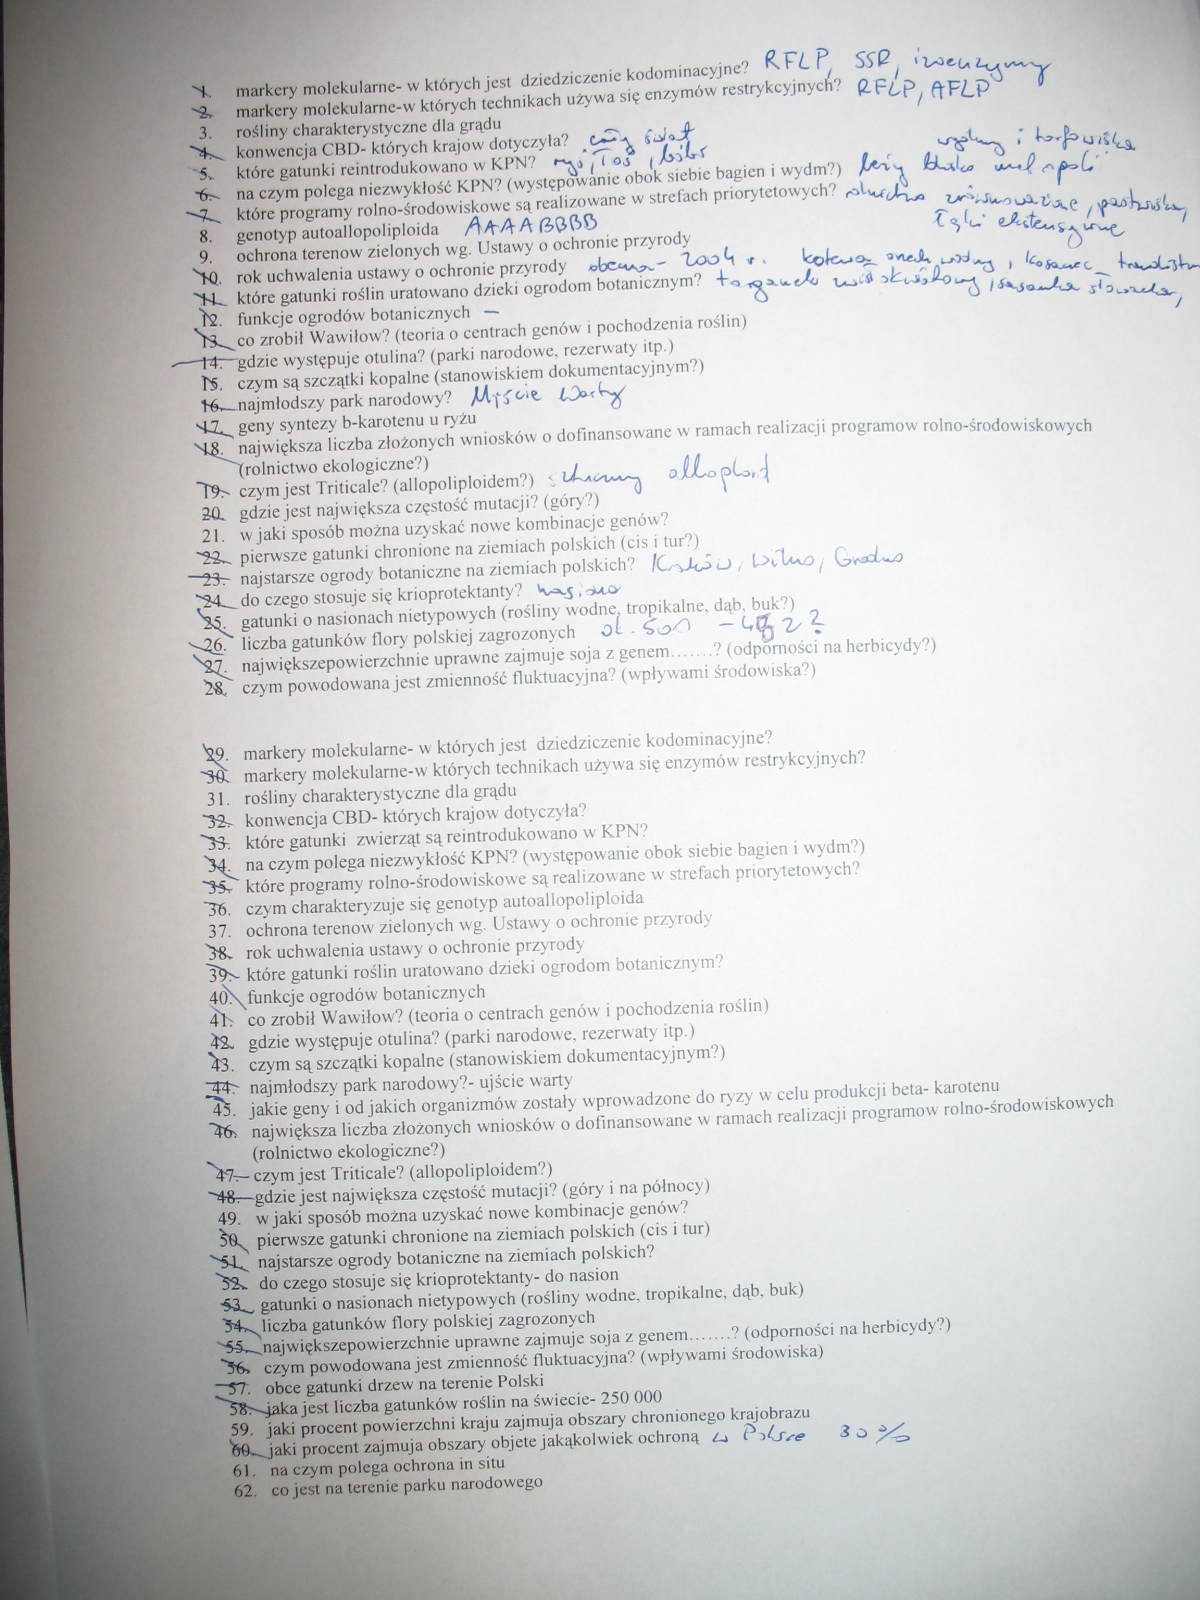 1. markery molekularne- w których jest dziedziczenie kodominacyjne? RFLP, SSR, izoenzymy
2. markery molekularne-w których technikach używa się enzymów restrykcyjnych? RFLP, AFLP
3. rośliny charakterystyczne dla grądu
4. konwencja CBD- których krajow dotyczyła? cały świat
5. które gatunki reintrodukowano w KPN? ryś, łoś, bóbr wydmy i torfowiska
6. na czym polega niezwykłość KPN? (występowanie obok siebie bagien i wydm?) leży blisko
7. które programy rolno-środowiskowe są realizowane w strefach priorytetowych? rolnictwo zrównoważone, pastwiska,
8. genotyp autoallopoliploida AAAABBBB łąki ekstensywne
9. ochrona terenow zielonych wg. Ustawy o ochronie przyrody
10. rok uchwalenia ustawy o ochronie przyrody obecna- 2004 r. kotewka orzech wodny, kosaciec
11. które gatunki roślin uratowano dzieki ogrodom botanicznym? sasanka słowacka,
12. funkcje ogrodów botanicznych –
13. co zrobił Wawiłow? (teoria o centrach genów i pochodzenia roślin)
14. gdzie występuje otulina? (parki narodowe, rezerwaty itp.)
15. czym są szczątki kopalne (stanowiskiem dokumentacyjnym?)
16. najmłodszy park narodowy? Ujście Warty
17. geny syntezy b-karotenu u ryżu
18. największa liczba złożonych wniosków o dofinansowane w ramach realizacji programow rolno-środowiskowych
(rolnictwo ekologiczne?)
19. czym jest Triticale? (allopoliploidem?) sztuczny alloploid
20. gdzie jest największa częstość mutacji? (góry?)
21. w jaki sposób można uzyskać nowe kombinacje genów?
22. pierwsze gatunki chronione na ziemiach polskich (cis i tur?)
23. najstarsze ogrody botaniczne na ziemiach polskich? Kraków, Wilno, Grodno
24. do czego stosuje się krioprotektanty? nasiona
25. gatunki o nasionach nietypowych (rośliny wodne, tropikalne, dąb, buk?)
26. liczba gatunków flory polskiej zagrozonych ok. 500
27. największepowierzchnie uprawne zajmuje soja z genem.......? (odporności na herbicydy?)
28. czym powodowana jest zmienność fluktuacyjna? (wpływami środowiska?)
29. markery molekularne- w których jest dziedziczenie kodominacyjne?
30. markery molekularne-w których technikach używa się enzymów restrykcyjnych?
31. rośliny charakterystyczne dla grądu
32. konwencja CBD- których krajow dotyczyła?
33. które gatunki zwierząt są reintrodukowano w KPN?
34. na czym polega niezwykłość KPN? (występowanie obok siebie bagien i wydm?)
35. które programy rolno-środowiskowe są realizowane w strefach priorytetowych?
36. czym charakteryzuje się genotyp autoallopoliploida
37. ochrona terenow zielonych wg. Ustawy o ochronie przyrody
38. rok uchwalenia ustawy o ochronie przyrody
39. które gatunki roślin uratowano dzieki ogrodom botanicznym?
40. funkcje ogrodów botanicznych
41. co zrobił Wawiłow? (teoria o centrach genów i pochodzenia roślin)
42. gdzie występuje otulina? (parki narodowe, rezerwaty itp.)
43. czym są szczątki kopalne (stanowiskiem dokumentacyjnym?)
44. najmłodszy park narodowy?- ujście warty
45. jakie geny i od jakich organizmów zostały wprowadzone do ryzy w celu produkcji beta- karotenu
46. największa liczba złożonych wniosków o dofinansowane w ramach realizacji programow rolno-środowiskowych
(rolnictwo ekologiczne?)
47. czym jest Triticale? (allopoliploidem?)
48. gdzie jest największa częstość mutacji? (góry i na północy)
49. w jaki sposób można uzyskać nowe kombinacje genów?
50. pierwsze gatunki chronione na ziemiach polskich (cis i tur)
51. najstarsze ogrody botaniczne na ziemiach polskich?
52. do czego stosuje się krioprotektanty- do nasion
53. gatunki o nasionach nietypowych (rośliny wodne, tropikalne, dąb, buk)
54. liczba gatunków flory polskiej zagrozonych
55. największepowierzchnie uprawne zajmuje soja z genem.......? (odporności na herbicydy?)
56. czym powodowana jest zmienność fluktuacyjna? (wpływami środowiska)
57. obce gatunki drzew na terenie Polski
58. jaka jest liczba gatunków roślin na świecie- 250 000
59. jaki procent powierzchni kraju zajmuja obszary chronionego krajobrazu
60. jaki procent zajmuja obszary objete jakąkolwiek ochroną w Polsce 30%
61. na czym polega ochrona in situ
62. co jest na terenie parku narodowego